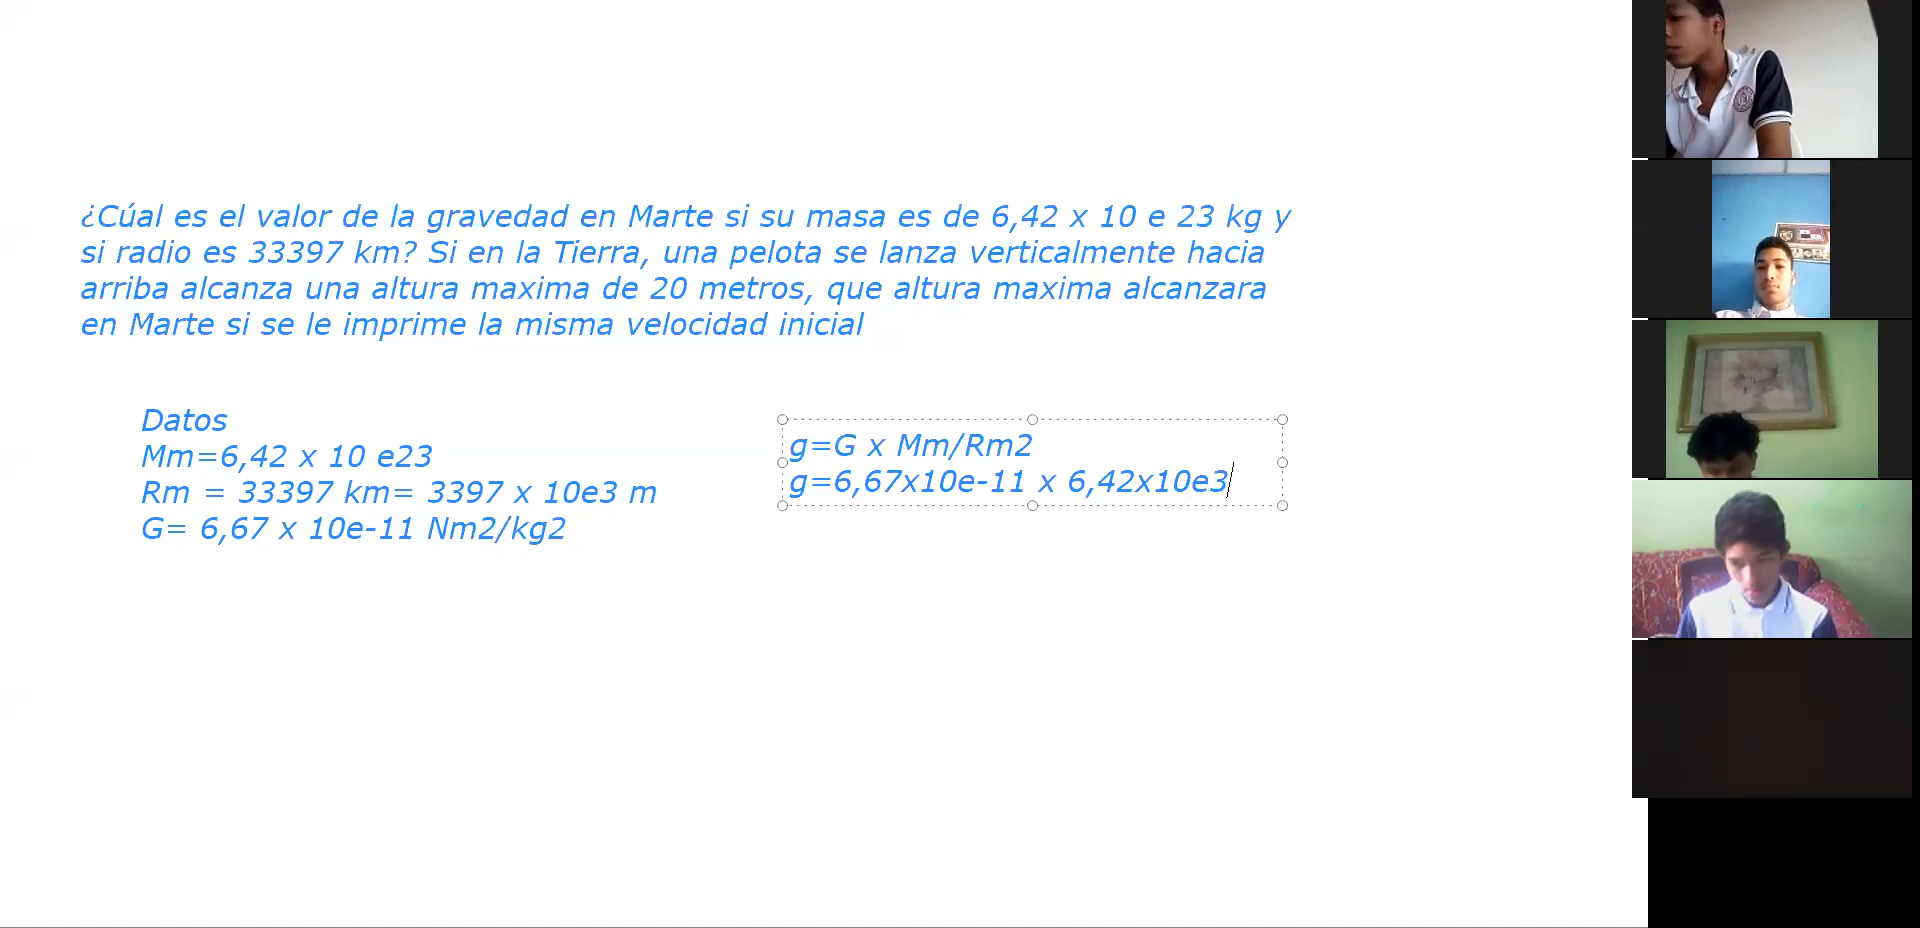 ¿Cúal es el valor de la gravedad en Marte si su masa es de 6,42 x 10 e 23 kg y
si radio es 33397 km? Si en la Tierra, una pelota se lanza verticalmente hacia
arriba alcanza una altura maxima de 20 metros, que altura maxima alcanzara
en Marte si se le imprime la misma velocidad inicial
Datos
Mm=6,42 x 10 e23
Rm = 33397 km= 3397 x 10e3 m
G= 6,67 x 10e-11 Nm2/kg2
g=G x Mm/Rm2
g=6,67x10e-11 x 6,42x10e3